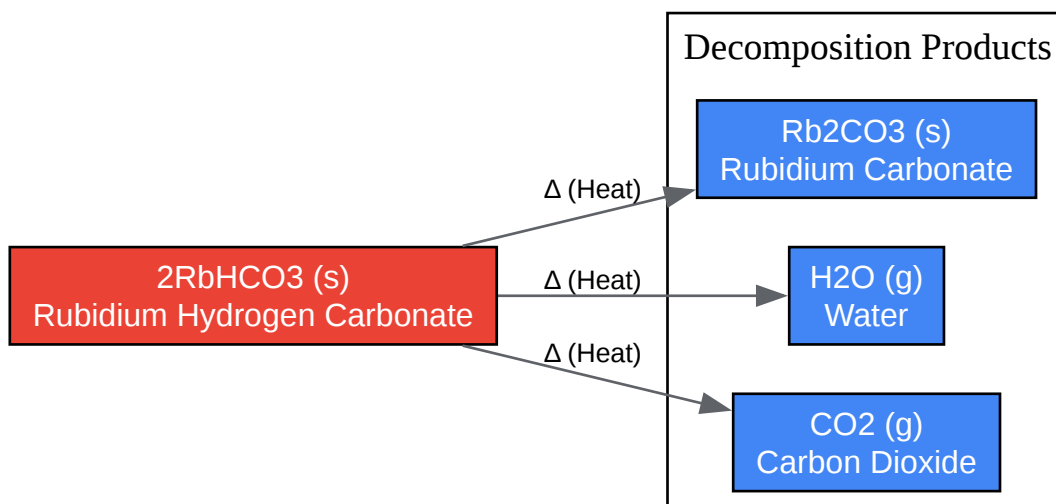 Decomposition Products
Rb2CO3 (s)
Rubidium Carbonate
Δ (Heat)
2RbHCO3 (s)
Rubidium Hydrogen Carbonate
Δ (Heat)
H2O (g)
Water
Δ (Heat)
CO2 (g)
Carbon Dioxide